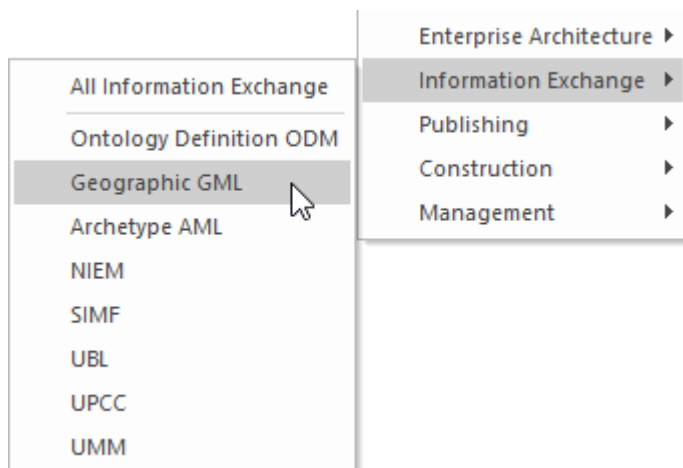 Enterprise Architecture
Information Exchange
Publishing
Construction
Management
All Information Exchange
Ontology Definition ODM
Geographic GML
Archetype AML
NIEM
SIMF
UBL
UPCC
UMM